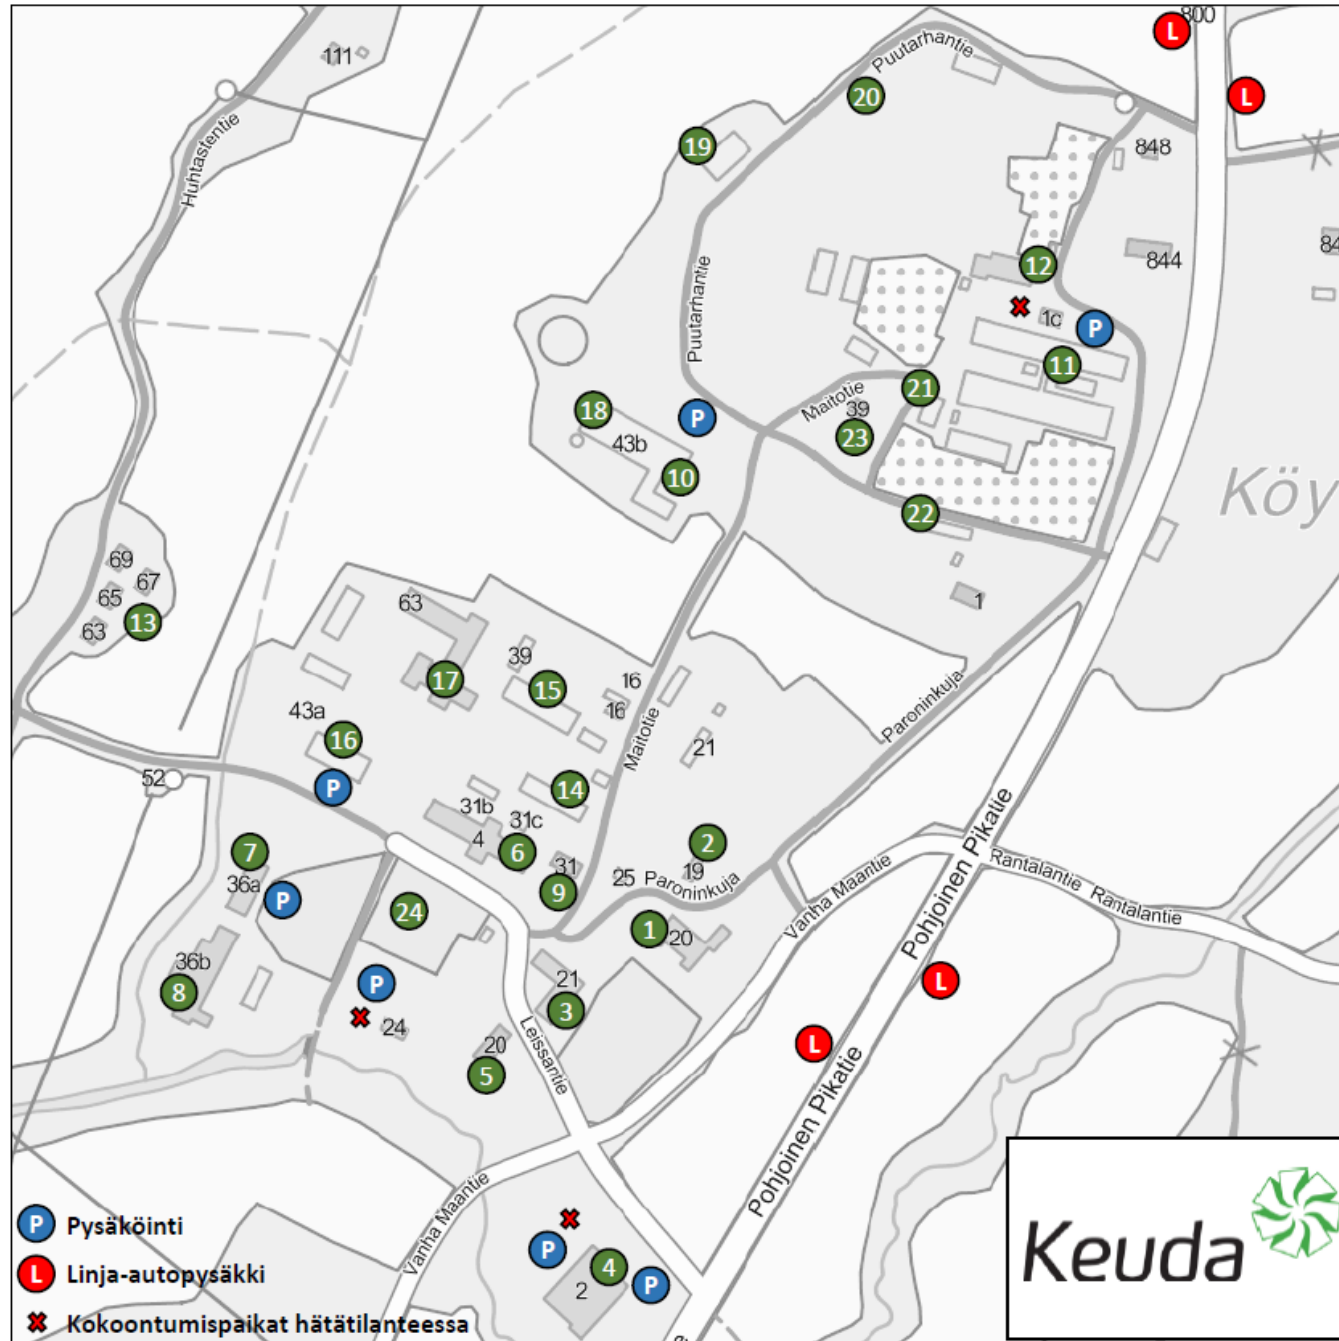 800
L
111
Puutarhantie
20
L
Huhtastentie
19
848
12
844
84
Puutarhantie
1c
P
11
Maitotie
21
18
P
39
23
43b
10
Köy
22
69
67
65
63
13
1
63
39
17
15
16
16
Paroninkuja
43a
16
Maitotie
21
52
P
14
31b
31c
4
6
2
7
31
25
Paroninkuja
19
36a
P
9
24
1
20
Vanha Maantie
Rantalantie
Rantalantie
Pohjoinen Pikatie
36b
8
P
21
3
L
24
20
5
Leissantie
L
Pohjoinen Pikatie
Vanha Maantie
P
4
2
P
P Pysäköinti
L Linja-autopysäkki
Kokoontumispaikat hätätilanteessa
Keuda